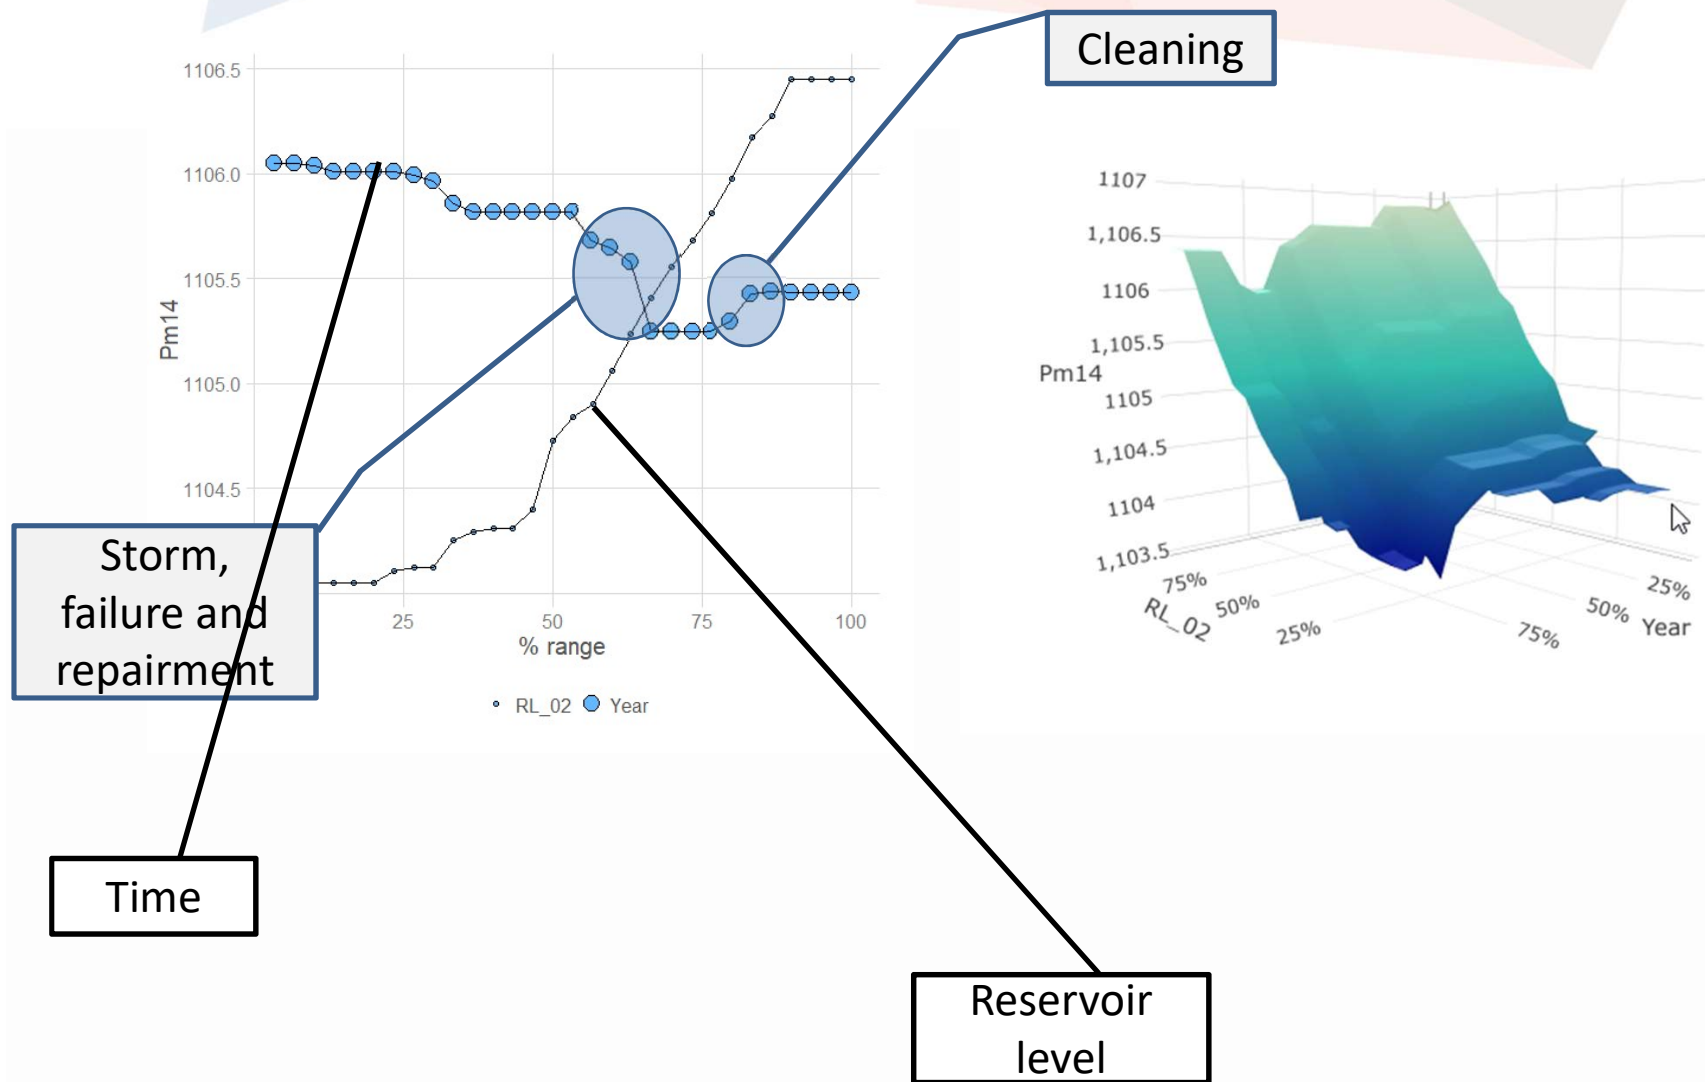 Cleaning
1106.5
1106.0
1105.5
1105.0
1104.5
Pm14
25
50
75
100
% range
RL_02
Year
Storm,
failure and
repairment
Time
Reservoir
level
1107
1,106.5
1106
1,105.5
1105
1,104.5
1104
1,103.5
Pm14
75%
50%
25%
RL_02
25%
50%
75%
Year